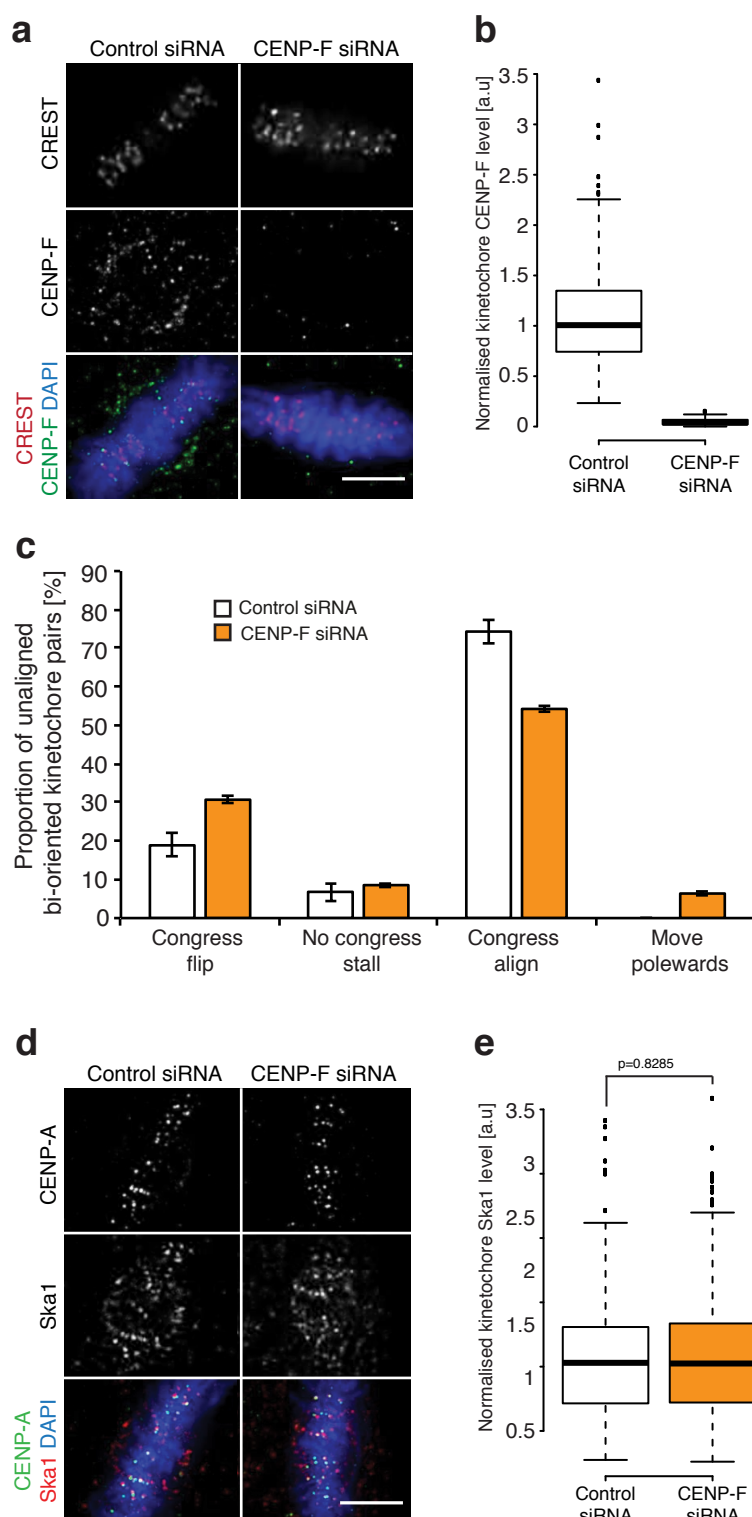 a
Control siRNA CENP-F siRNA
CREST
CENP-F
CREST
CENP-F DAPI
b
Normalised kinetochore CENP-F level [a.u]
3.5
3
2.5
2
1.5
1
0.5
0
Control
siRNA
CENP-F
siRNA
c
Proportion of unaligned
bi-oriented kinetochore pairs [%]
90
80
70
60
50
40
30
20
10
0
Control siRNA
CENP-F siRNA
Congress
flip
No congress
stall
Congress
align
Move
polewards
d
Control siRNA CENP-F siRNA
CENP-A
Ska1
CENP-A
Ska1 DAPI
e
p=0.8285
Normalised kinetochore Ska1 level [a.u]
3.5
3
2.5
2
1.5
1
0.5
Control
siRNA
CENP-F
siRNA